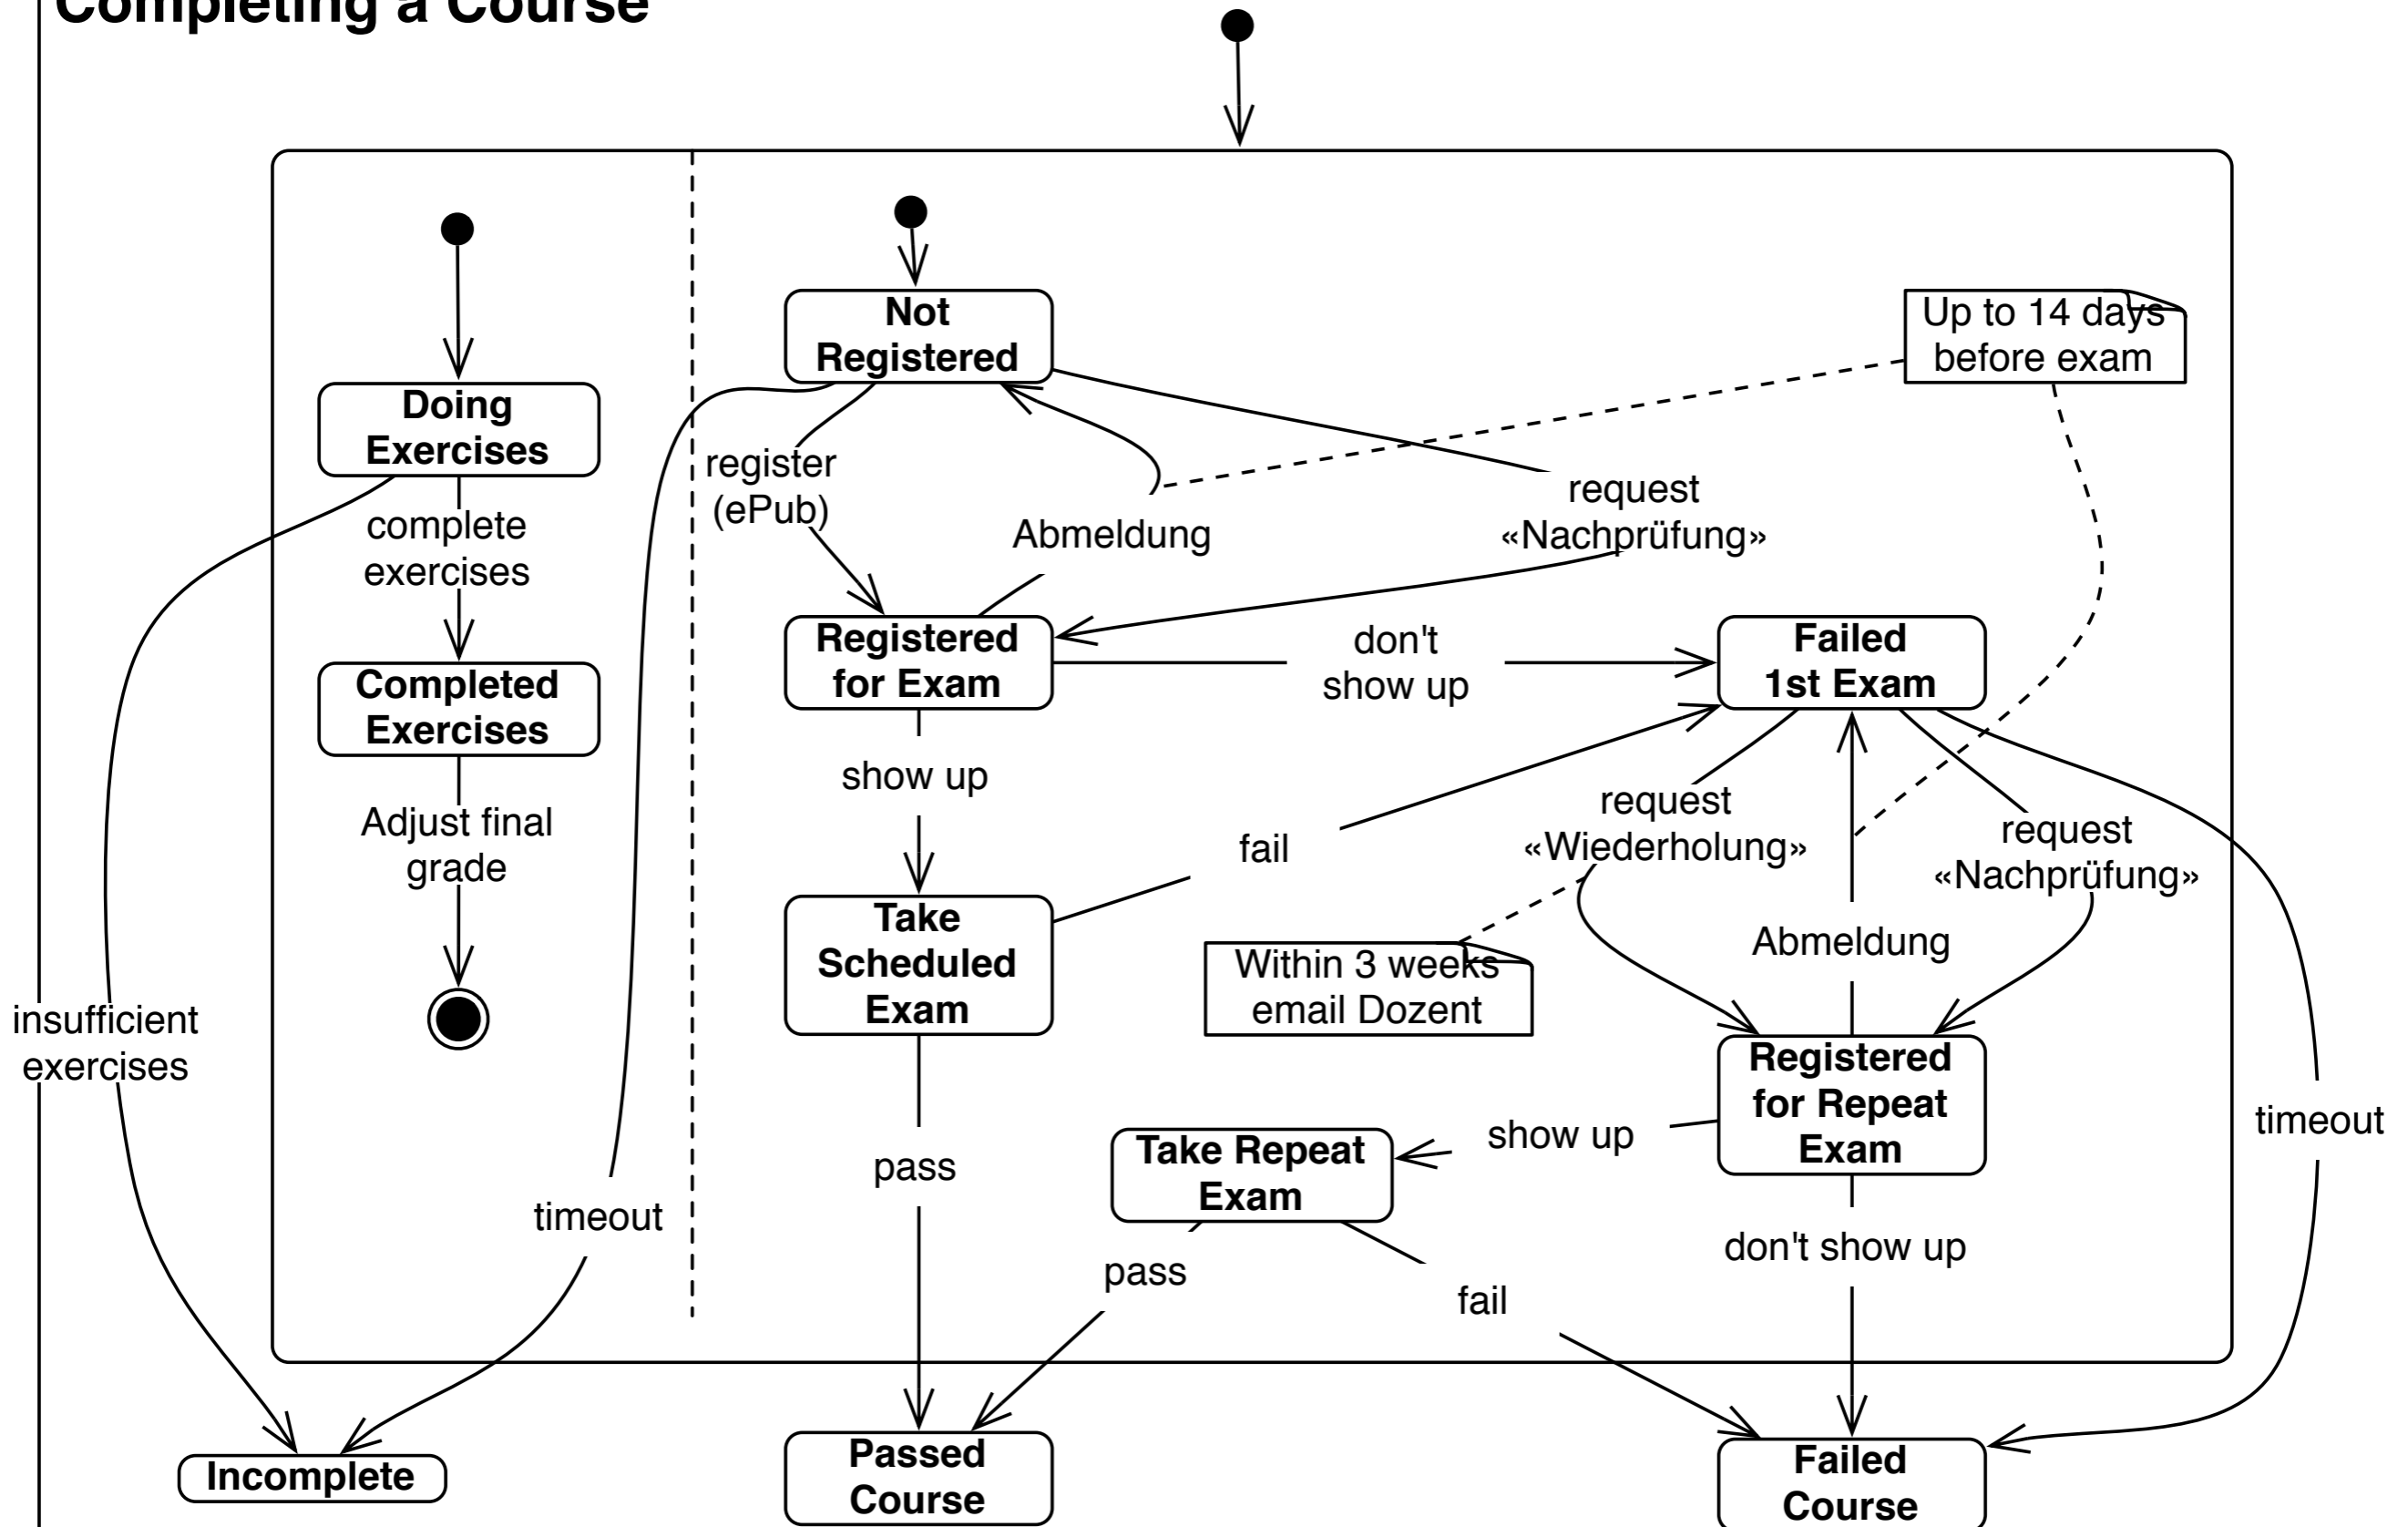 Completing a Course
Not
Registered
Up to 14 days
before exam
Doing
Exercises
register
(ePub)
request
«Nachprüfung»
complete
exercises
Abmeldung
Registered
for Exam
don't
show up
Failed
1st Exam
Completed
Exercises
show up
request
«Wiederholung»
request
«Nachprüfung»
Adjust final
grade
fail
Take
Scheduled
Exam
Abmeldung
Within 3 weeks
email Dozent
insufficient
exercises
Registered
for Repeat
Exam
show up
timeout
Take Repeat
Exam
pass
timeout
don't show up
pass
fail
Incomplete
Passed
Course
Failed
Course